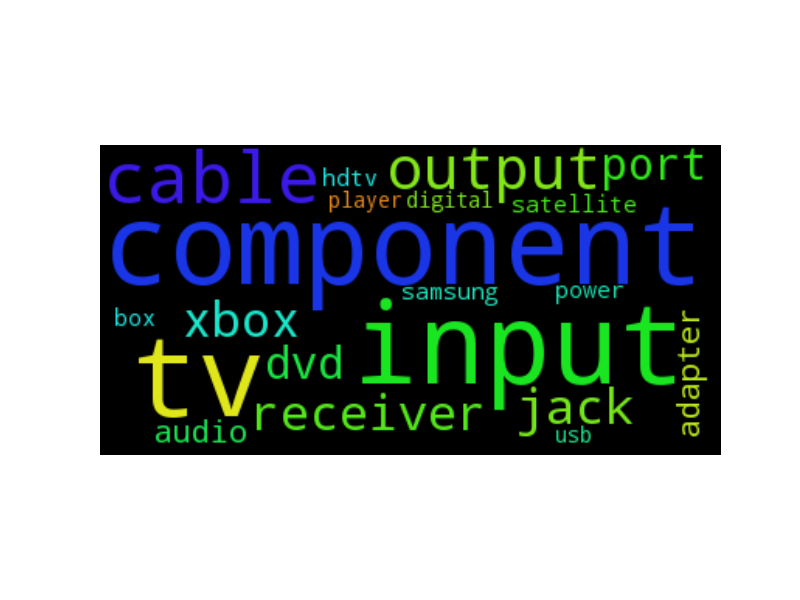 cable hdtv output port
player digital satellite
component
samsung power
box xbox input
tv dvd adapter
receiver jack
audio usb